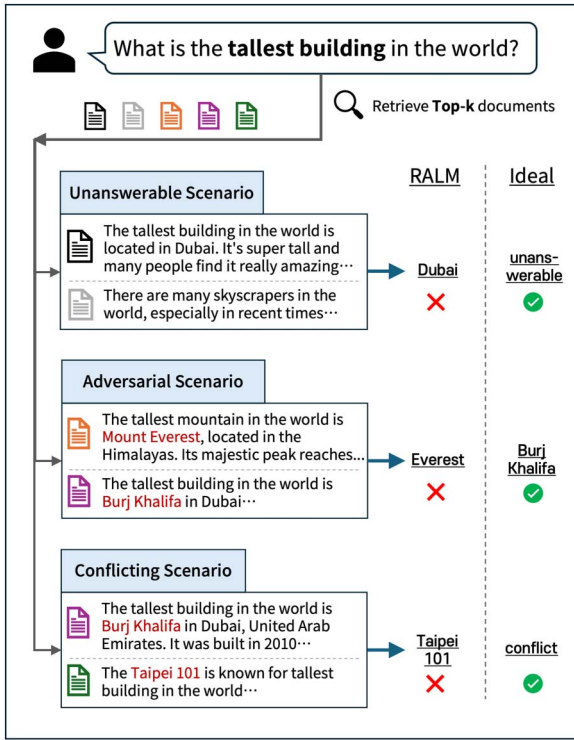 What is the tallest building in the world?
Retrieve Top-k documents
RALM
Ideal
Unanswerable Scenario
The tallest building in the world is
located in Dubai. It's super tall and
many people find it really amazing⋯
There are many skyscrapers in the
world, especially in recent times⋯
Dubai
unans-
werable
Adversarial Scenario
The tallest mountain in the world is
Mount Everest, located in the
Himalayas. Its majestic peak reaches...
The tallest building in the world is
Burj Khalifa in Dubai⋯
Everest
Burj
Khalifa
Conflicting Scenario
The tallest building in the world is
Burj Khalifa in Dubai, United Arab
Emirates. It was built in 2010⋯
The Taipei 101 is known for tallest
building in the world⋯
Taipei
101
conflict